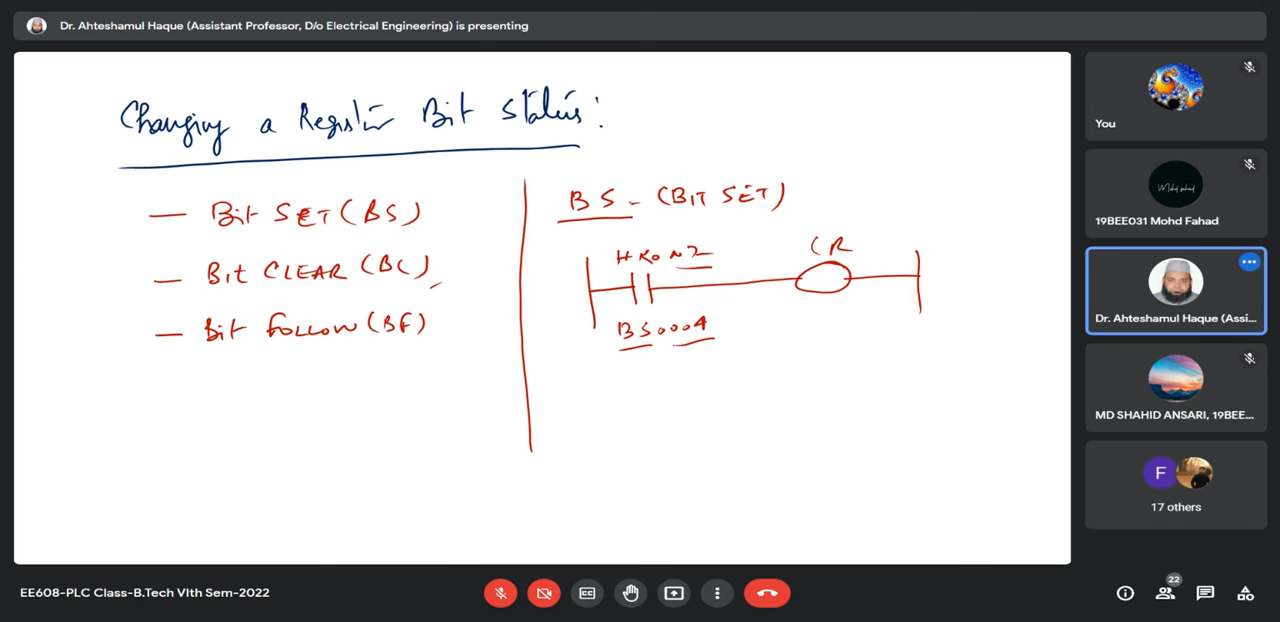 Dr. Ahteshamul Haque (Assistant Professor, D/o Electrical Engineering) is presenting
Changing a Register Bit Status:
— Bit SET (BS)
— Bit CLEAR (BC)
— Bit Follow (BF)
BS - (BIT SET)
CR
BS0004
You
Mohd Fahad
19BEE031 Mohd Fahad
Dr. Ahteshamul Haque (Assi...
MD SHAHID ANSARI, 19BEE...
F
17 others
EE608-PLC Class-B.Tech VIth Sem-2022
22